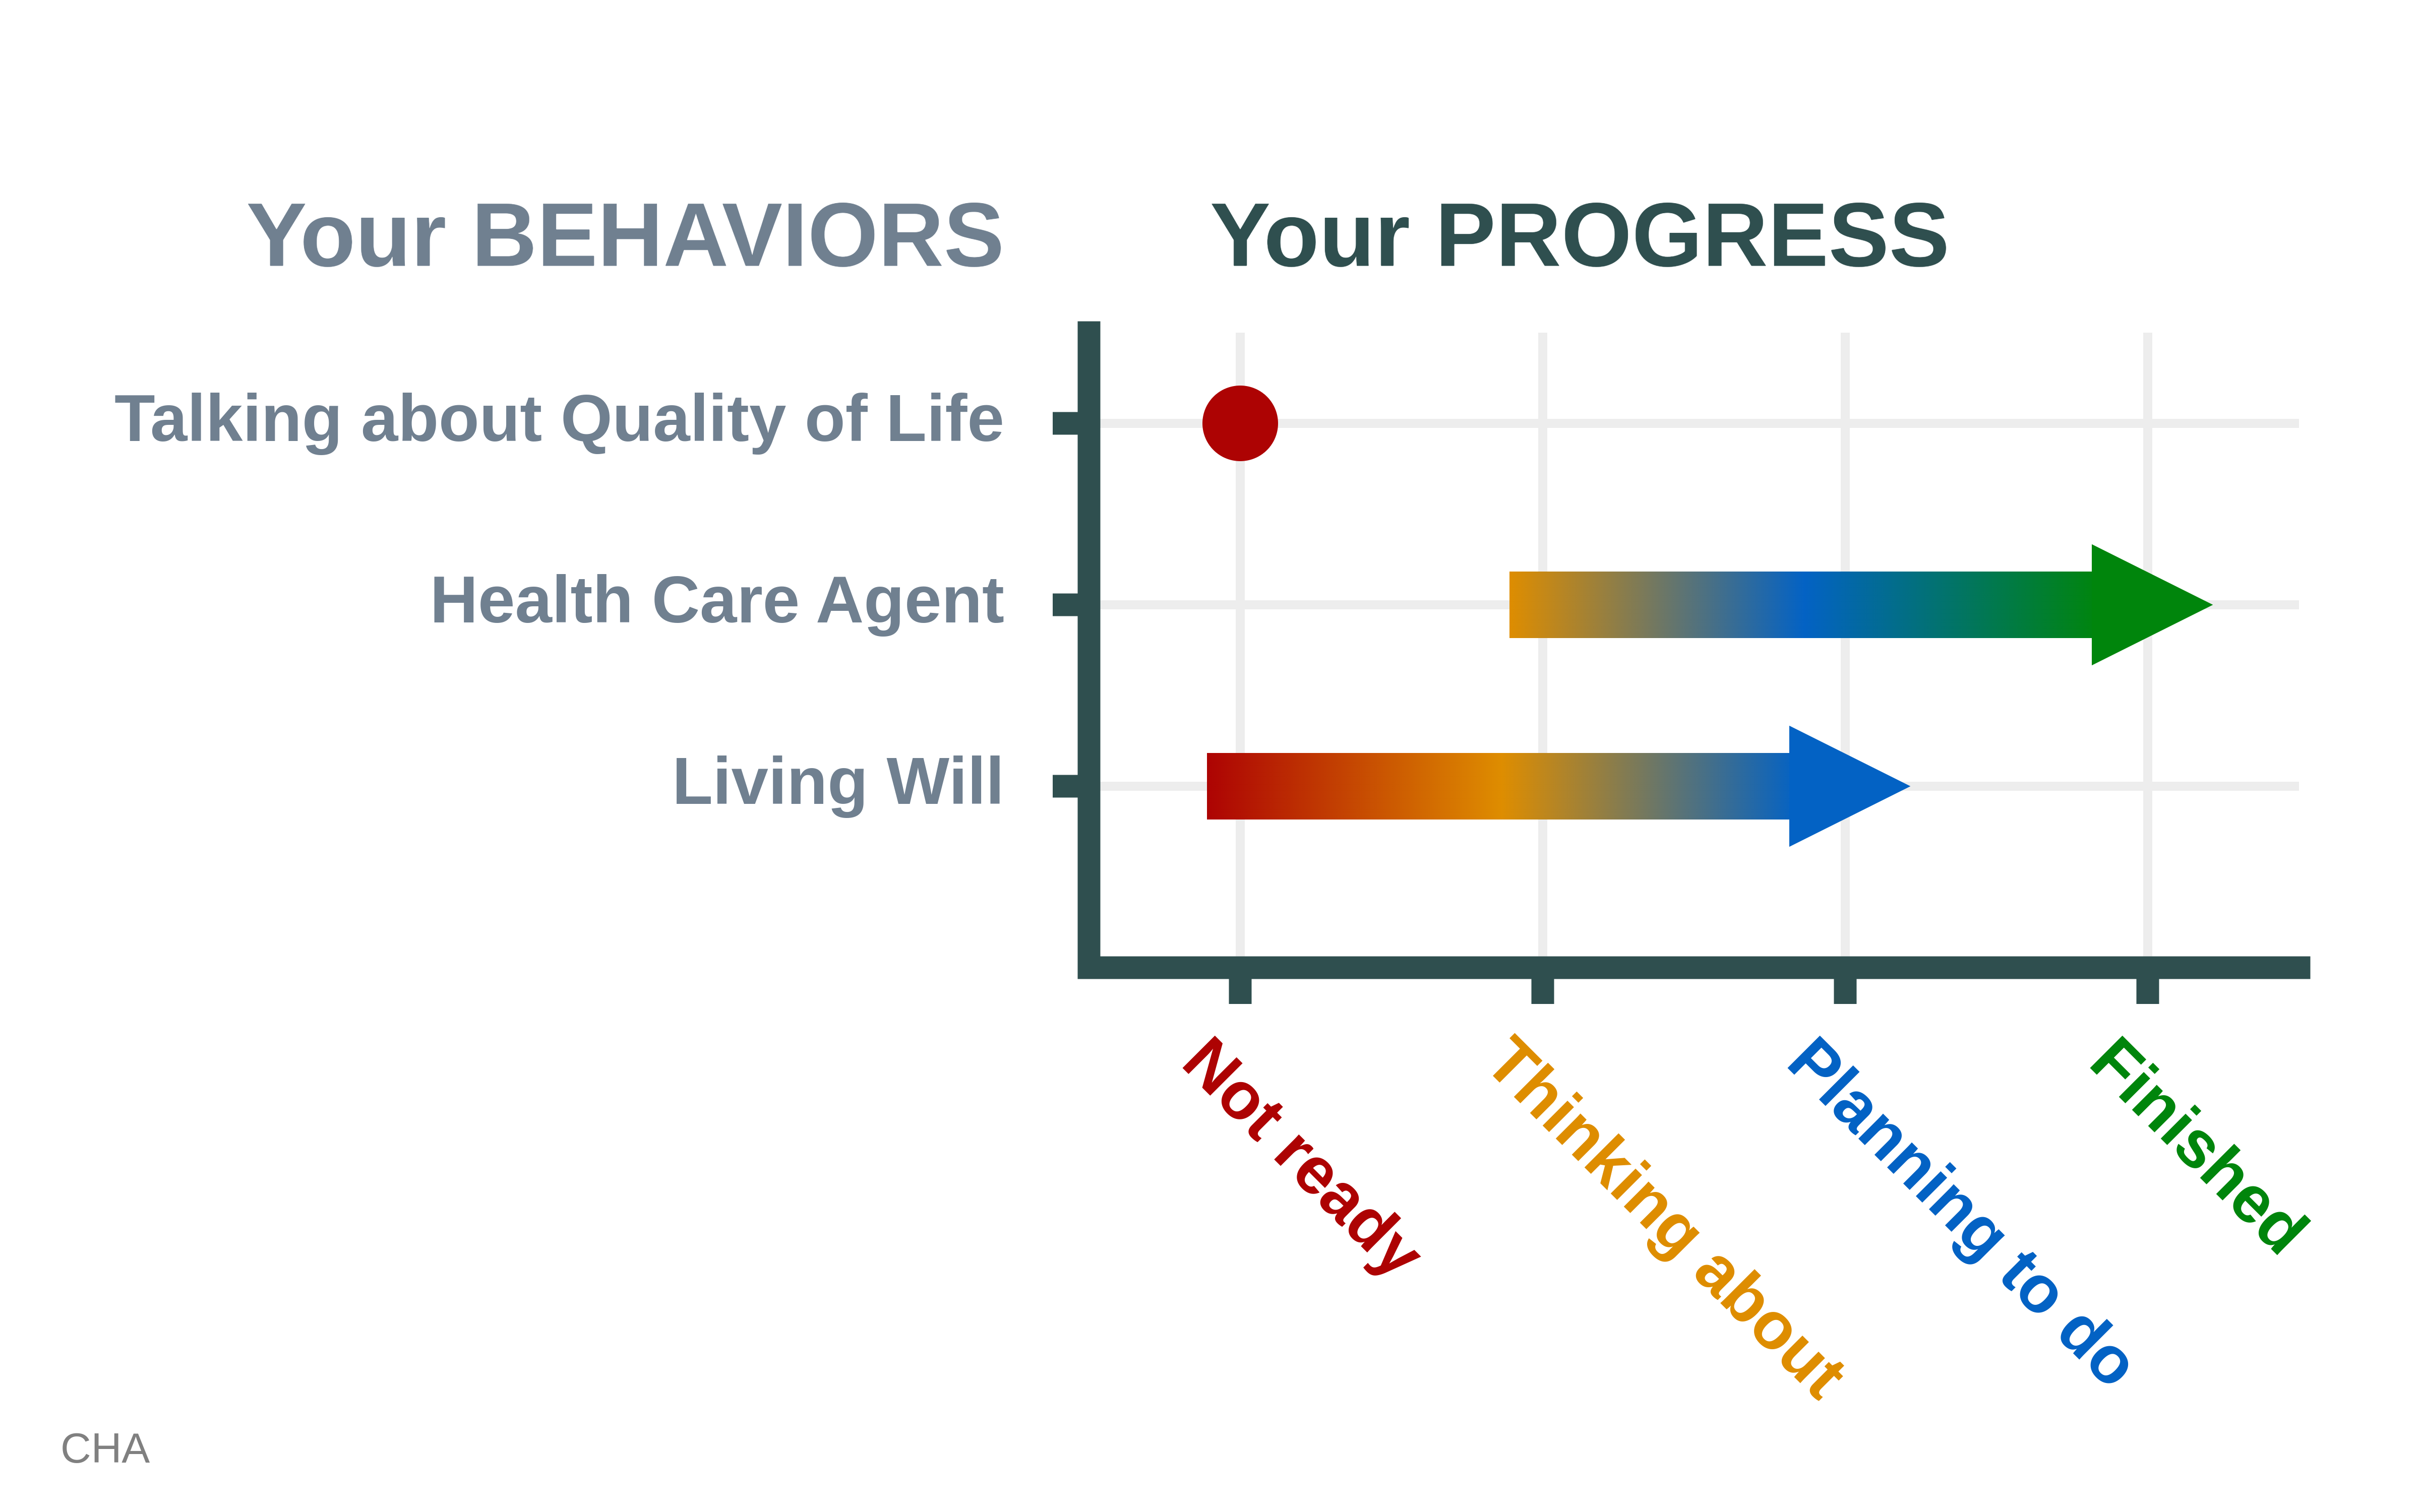 Your BEHAVIORS
Your PROGRESS
Talking about Quality of Life
Health Care Agent
Living Will
Not ready
Thinking about
Planning to do
Finished
CHA